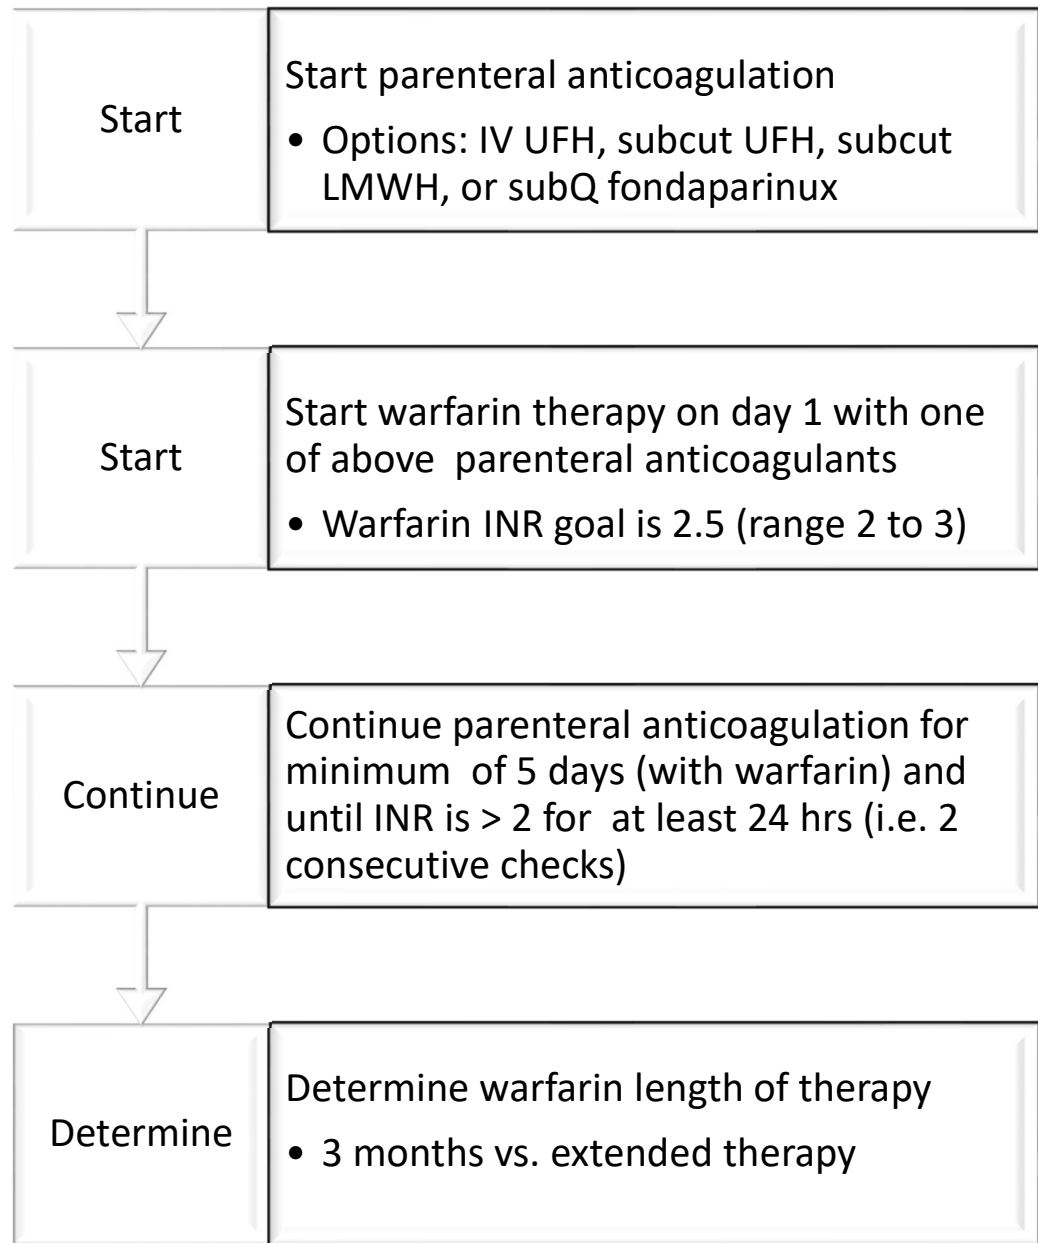 Start
Start parenteral anticoagulation
• Options: IV UFH, subcut UFH, subcut
LMWH, or subQ fondaparinux
Start
Start warfarin therapy on day 1 with one
of above parenteral anticoagulants
• Warfarin INR goal is 2.5 (range 2 to 3)
Continue
Continue parenteral anticoagulation for
minimum of 5 days (with warfarin) and
until INR is > 2 for at least 24 hrs (i.e. 2
consecutive checks)
Determine
Determine warfarin length of therapy
• 3 months vs. extended therapy